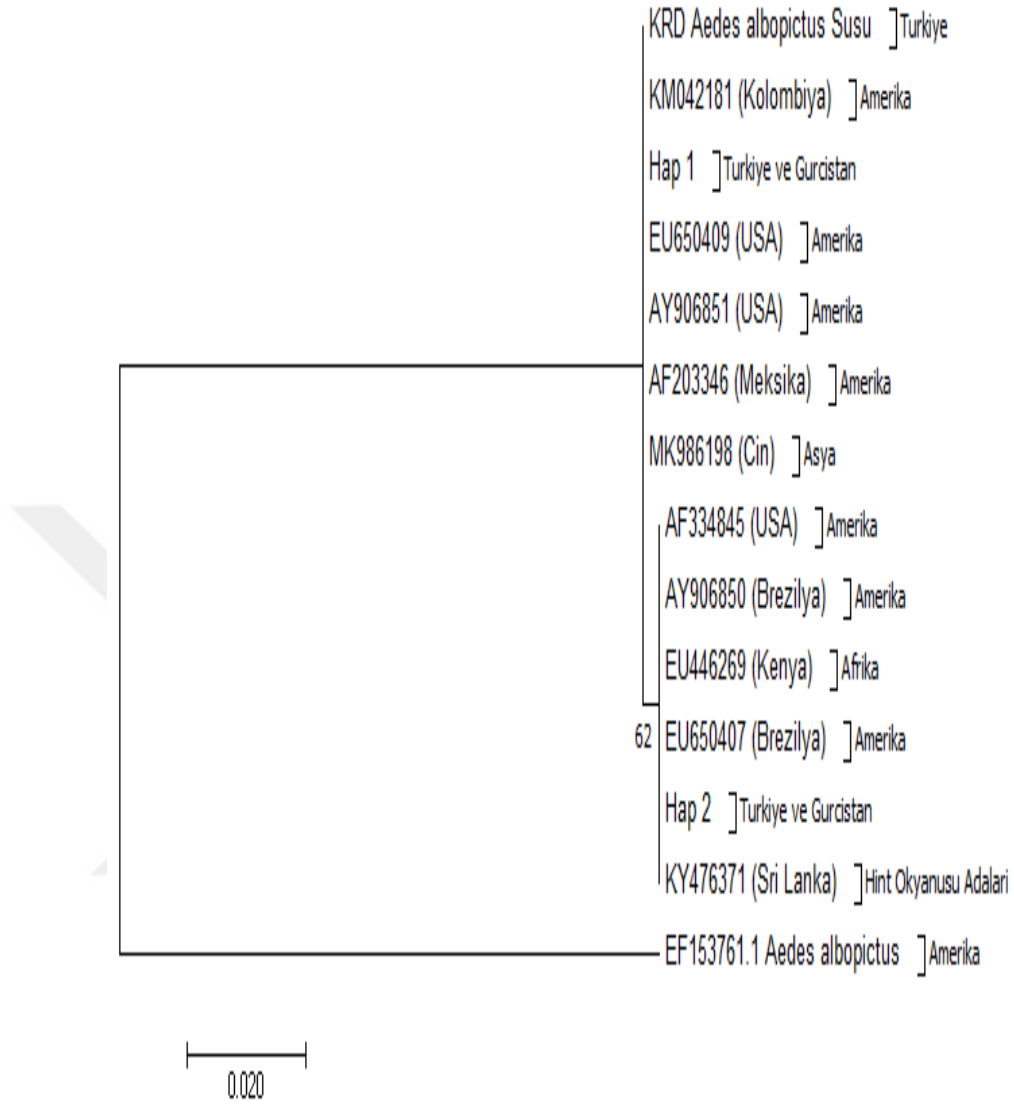 KRD Aedes albopictus Susu ]Turkiye
KM042181 (Kolombiya) ]Amerika
Hap 1 ]Turkiye ve Gurcistan
EU650409 (USA) ]Amerika
AY906851 (USA) ]Amerika
AF203346 (Meksika) ]Amerika
MK986198 (Cin) ]Asya
AF334845 (USA) ]Amerika
AY906850 (Brezilya) ]Amerika
EU446269 (Kenya) ]Afrika
62 EU650407 (Brezilya) ]Amerika
Hap 2 ]Turkiye ve Gurcistan
KY476371 (Sri Lanka) ]Hint Okyanusu Adalari
EF153761.1 Aedes albopictus ]Amerika
0.020